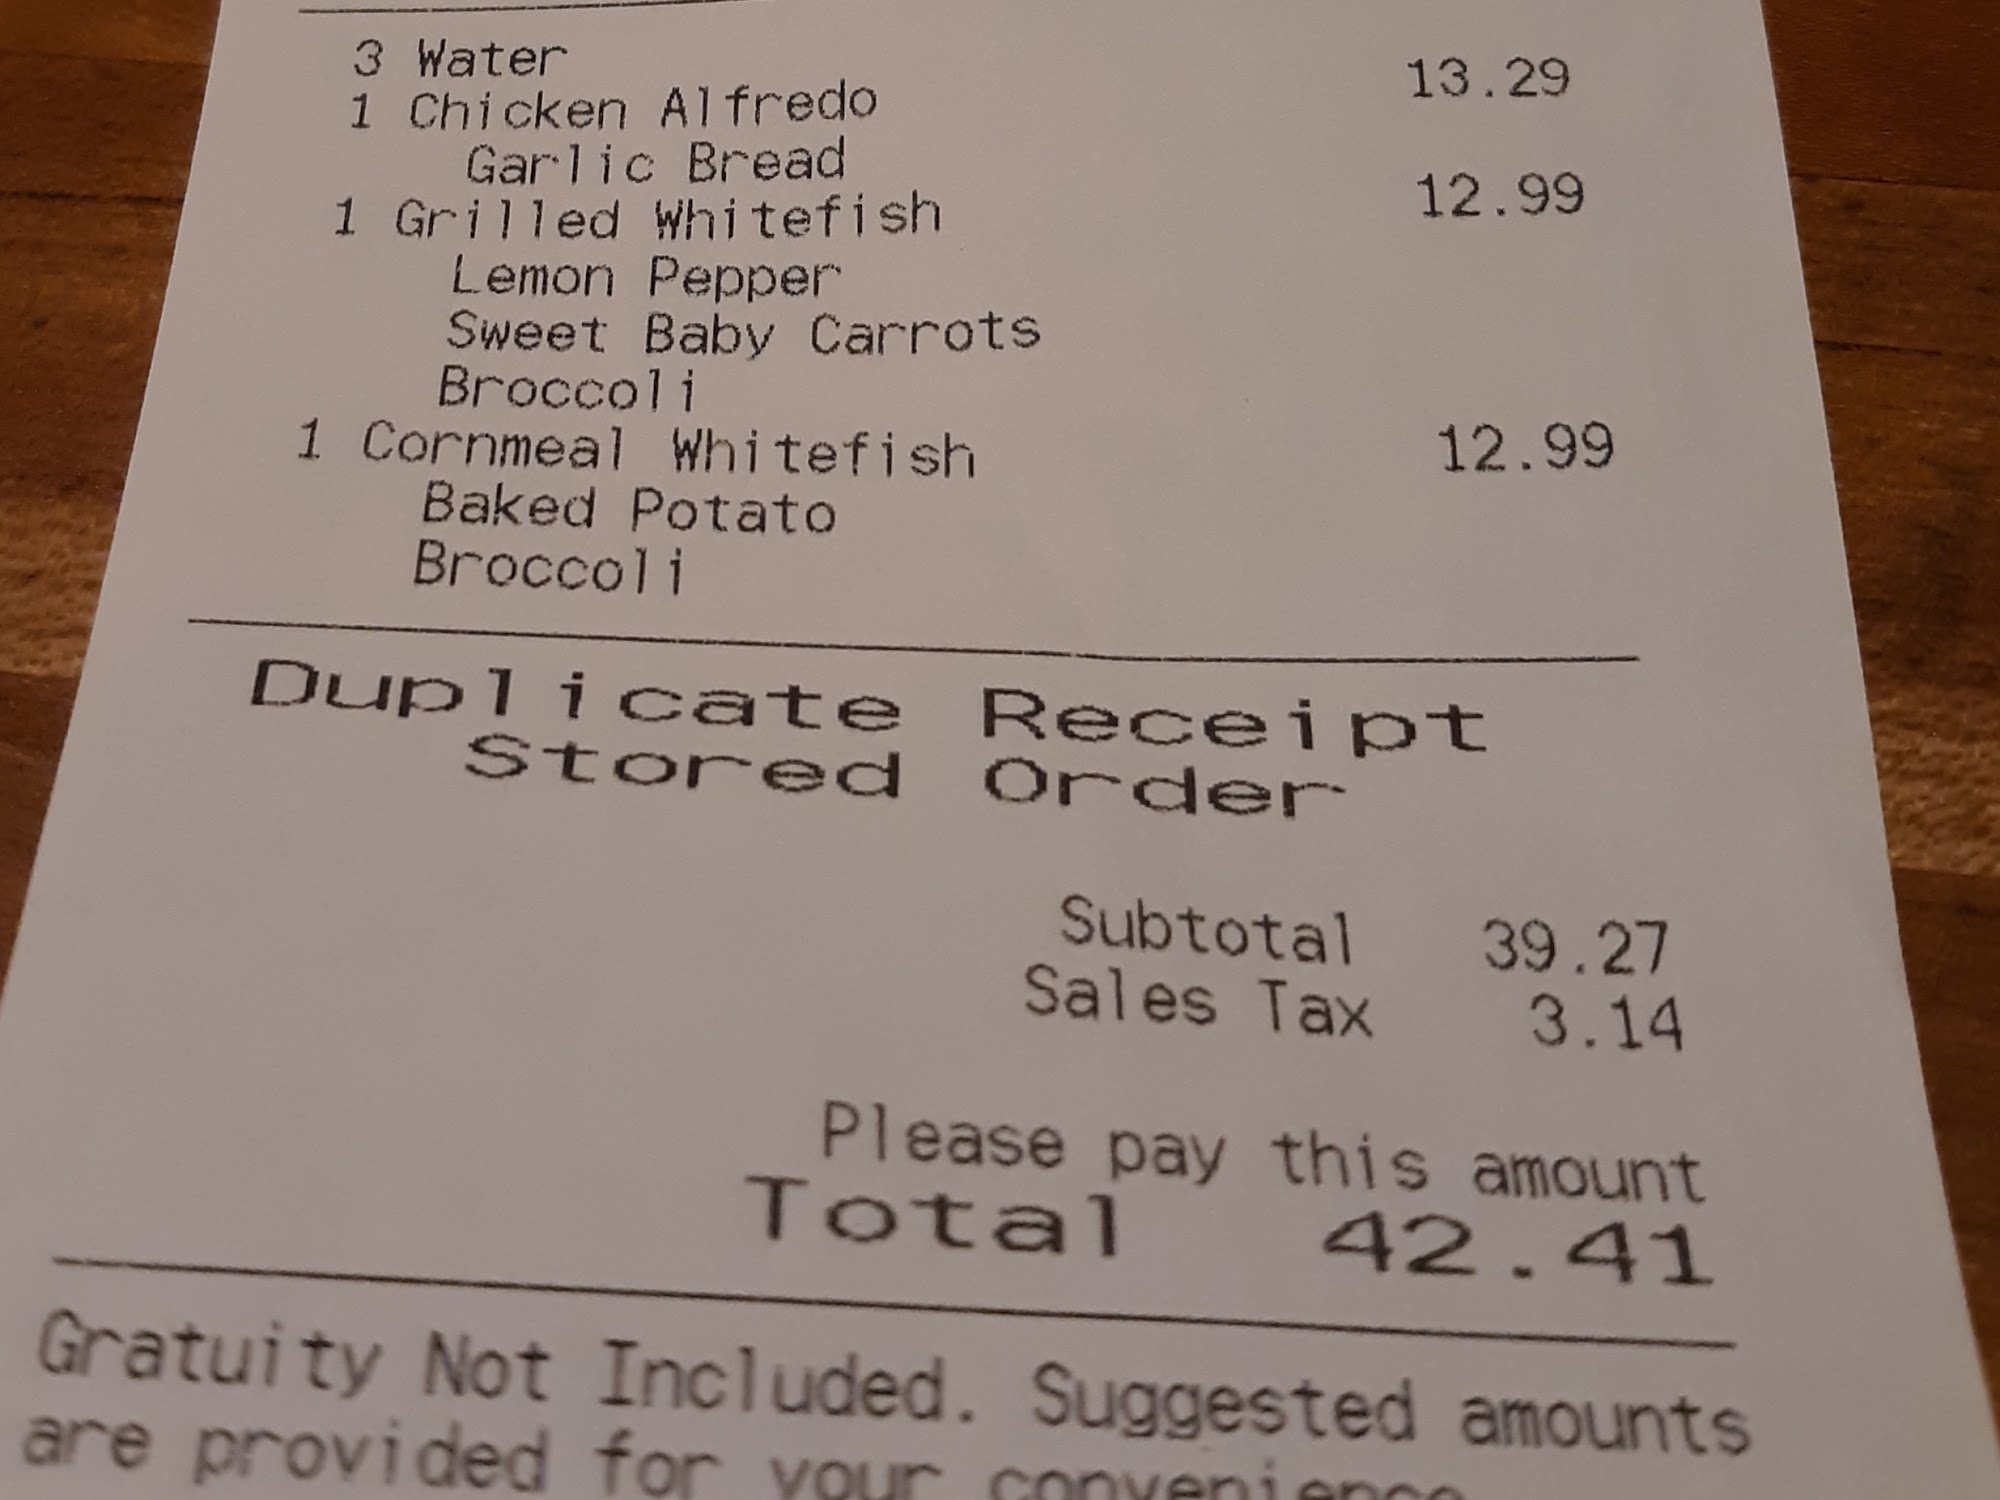 3 Water
1 Chicken Alfredo 13.29
Garlic Bread
1 Grilled Whitefish 12.99
Lemon Pepper
Sweet Baby Carrots
Broccoli
1 Cornmeal Whitefish 12.99
Baked Potato
Broccoli
Duplicate Receipt
Stored Order
Subtotal 39.27
Sales Tax 3.14
Please pay this amount
Total 42.41
Gratuity Not Included. Suggested amounts
are provided for your convenience